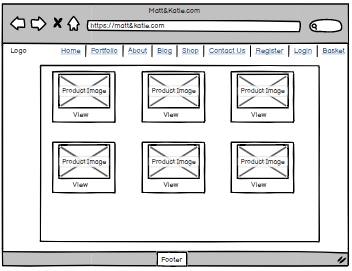 Matt&Katie.com
https://matt&katie.com
Logo Home Portfolio About Blog Shop Contact Us Register Login Basket
Product Image Product Image Product Image
View View View
Product Image Product Image Product Image
View View View
Footer